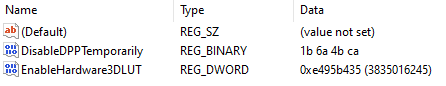 Name Type Data
(Default) REG_SZ (value not set)
DisableDPPTemporarily REG_BINARY 1b 6a 4b ca
EnableHardware3DLUT REG_DWORD 0xe495b435 (3835016245)